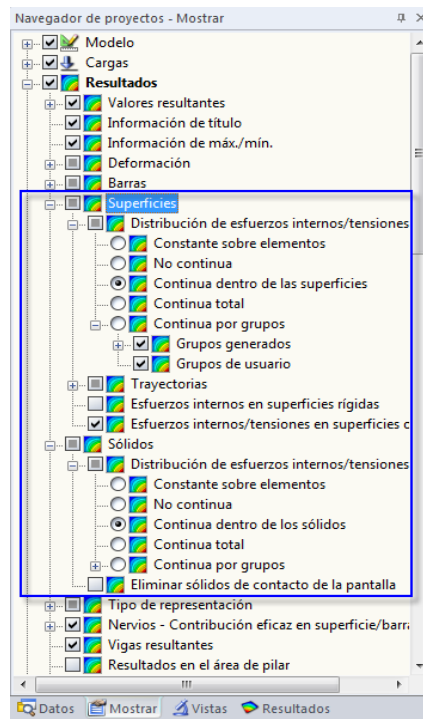 Navegador de proyectos - Mostrar
Modelo
Cargas
Resultados
Valores resultantes
Información de título
Información de máx./mín.
Deformación
Barras
Superficies
Distribución de esfuerzos internos/tensiones
Constante sobre elementos
No continua
Continua dentro de las superficies
Continua total
Continua por grupos
Grupos generados
Grupos de usuario
Trayectorias
Esfuerzos internos en superficies rígidas
Esfuerzos internos/tensiones en superficies c
Sólidos
Distribución de esfuerzos internos/tensiones
Constante sobre elementos
No continua
Continua dentro de los sólidos
Continua total
Continua por grupos
Eliminar sólidos de contacto de la pantalla
Tipo de representación
Nervios - Contribución eficaz en superficie/barra
Vigas resultantes
Resultados en el área de pilar
Datos Mostrar Vistas Resultados